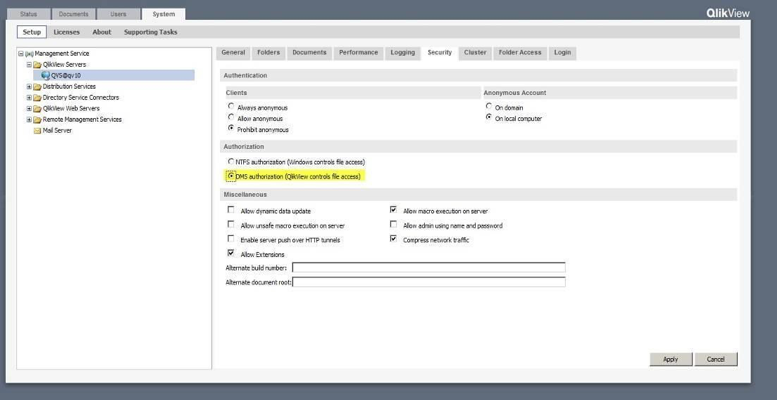 Status Documents Users System
QlikView
Setup Licenses About Supporting Tasks
Management Service
QlikView Servers
QVS@qv10
Distribution Services
Directory Service Connectors
QlikView Web Servers
Remote Management Services
Mail Server
General Folders Documents Performance Logging Security Cluster Folder Access Login
Authentication
Clients Anonymous Account
Always anonymous On domain
Allow anonymous On local computer
Prohibit anonymous
Authorization
NTFS authorization (Windows controls file access)
DMS authorization (QlikView controls file access)
Miscellaneous
Allow dynamic data update Allow macro execution on server
Allow unsafe macro execution on server Allow admin using name and password
Enable server push over HTTP tunnels Compress network traffic
Allow Extensions
Alternate build number:
Alternate document root:
Apply Cancel